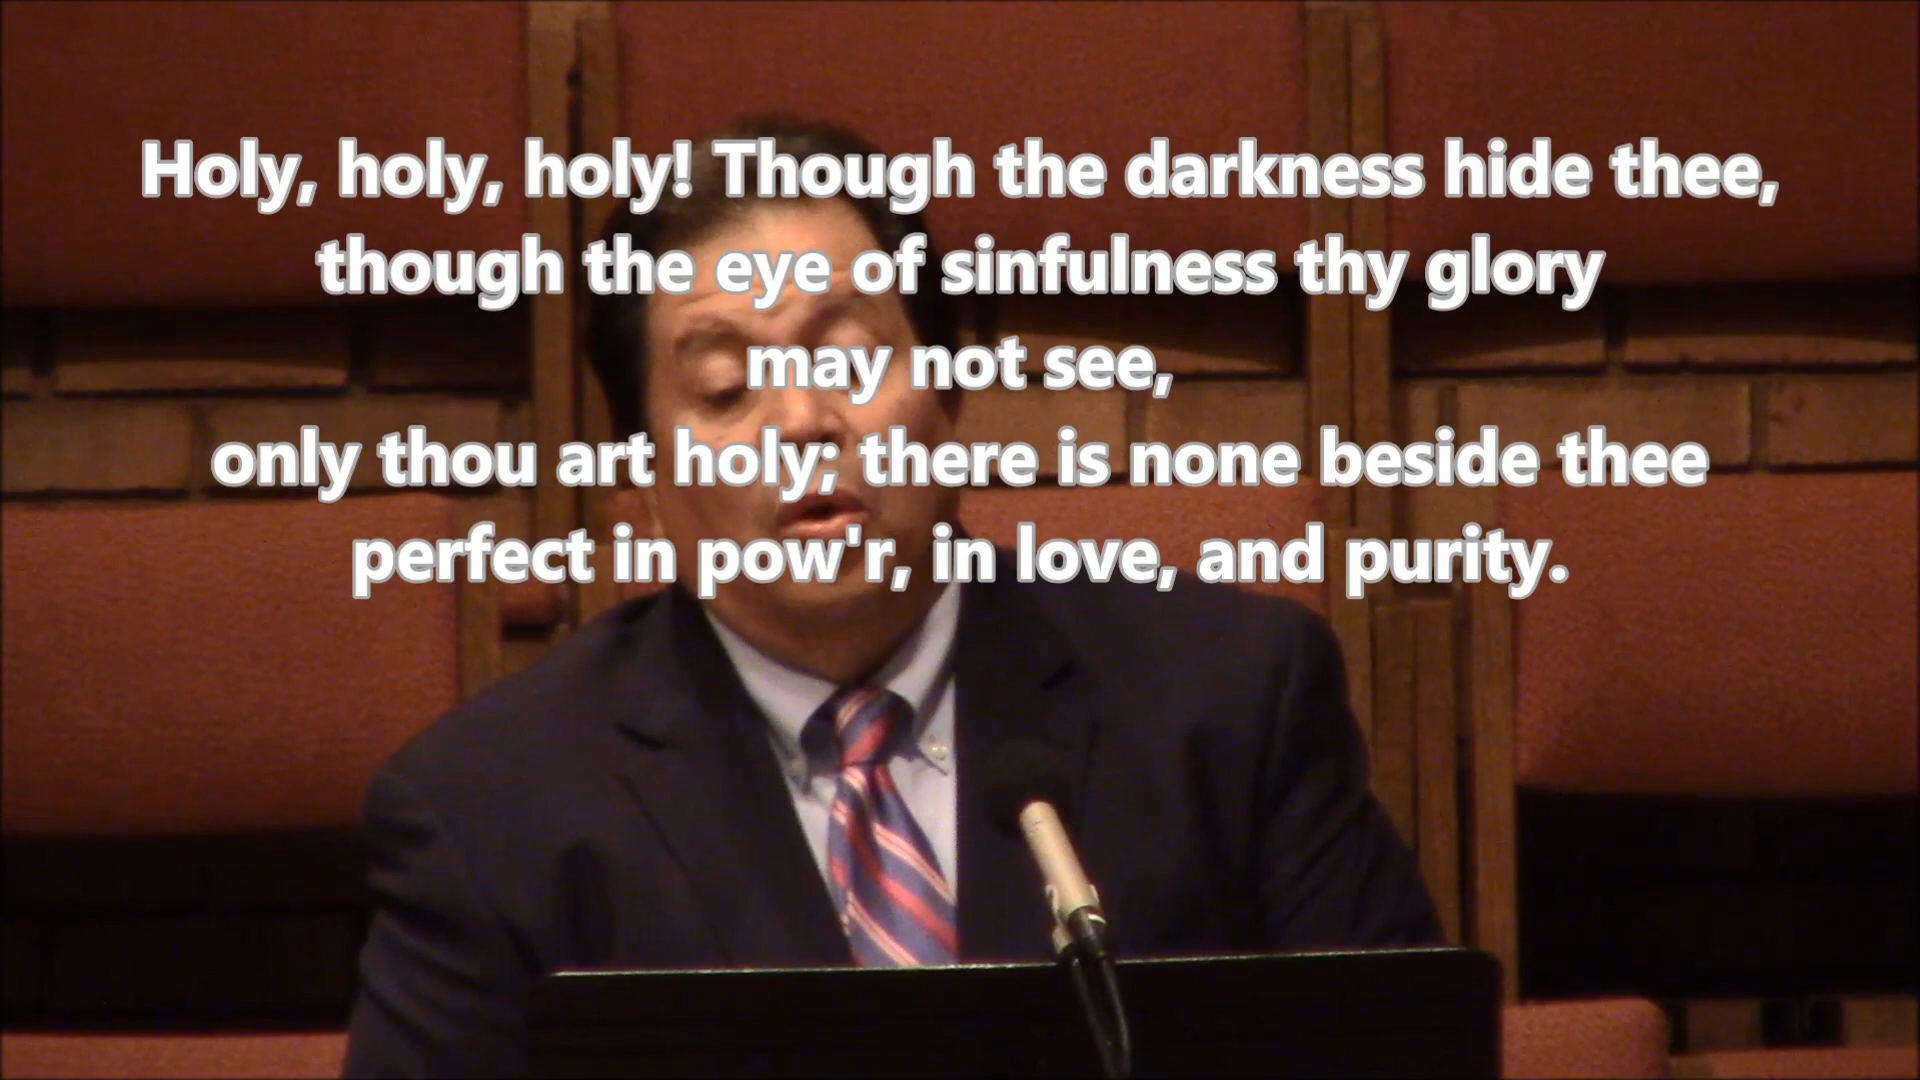 Holy, holy, holy! Though the darkness hide thee,
though the eye of sinfulness thy glory
may not see,
only thou art holy; there is none beside thee
perfect in pow'r, in love, and purity.